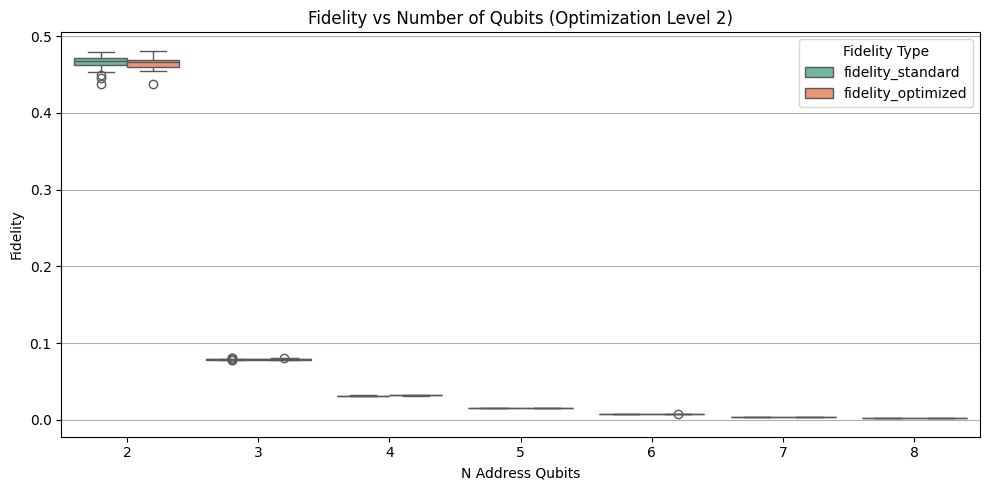 Fidelity vs Number of Qubits (Optimization Level 2)
Fidelity Type
fidelity_standard
fidelity_optimized
Fidelity
0.5
0.4
0.3
0.2
0.1
0.0
2 3 4 5 6 7 8
N Address Qubits